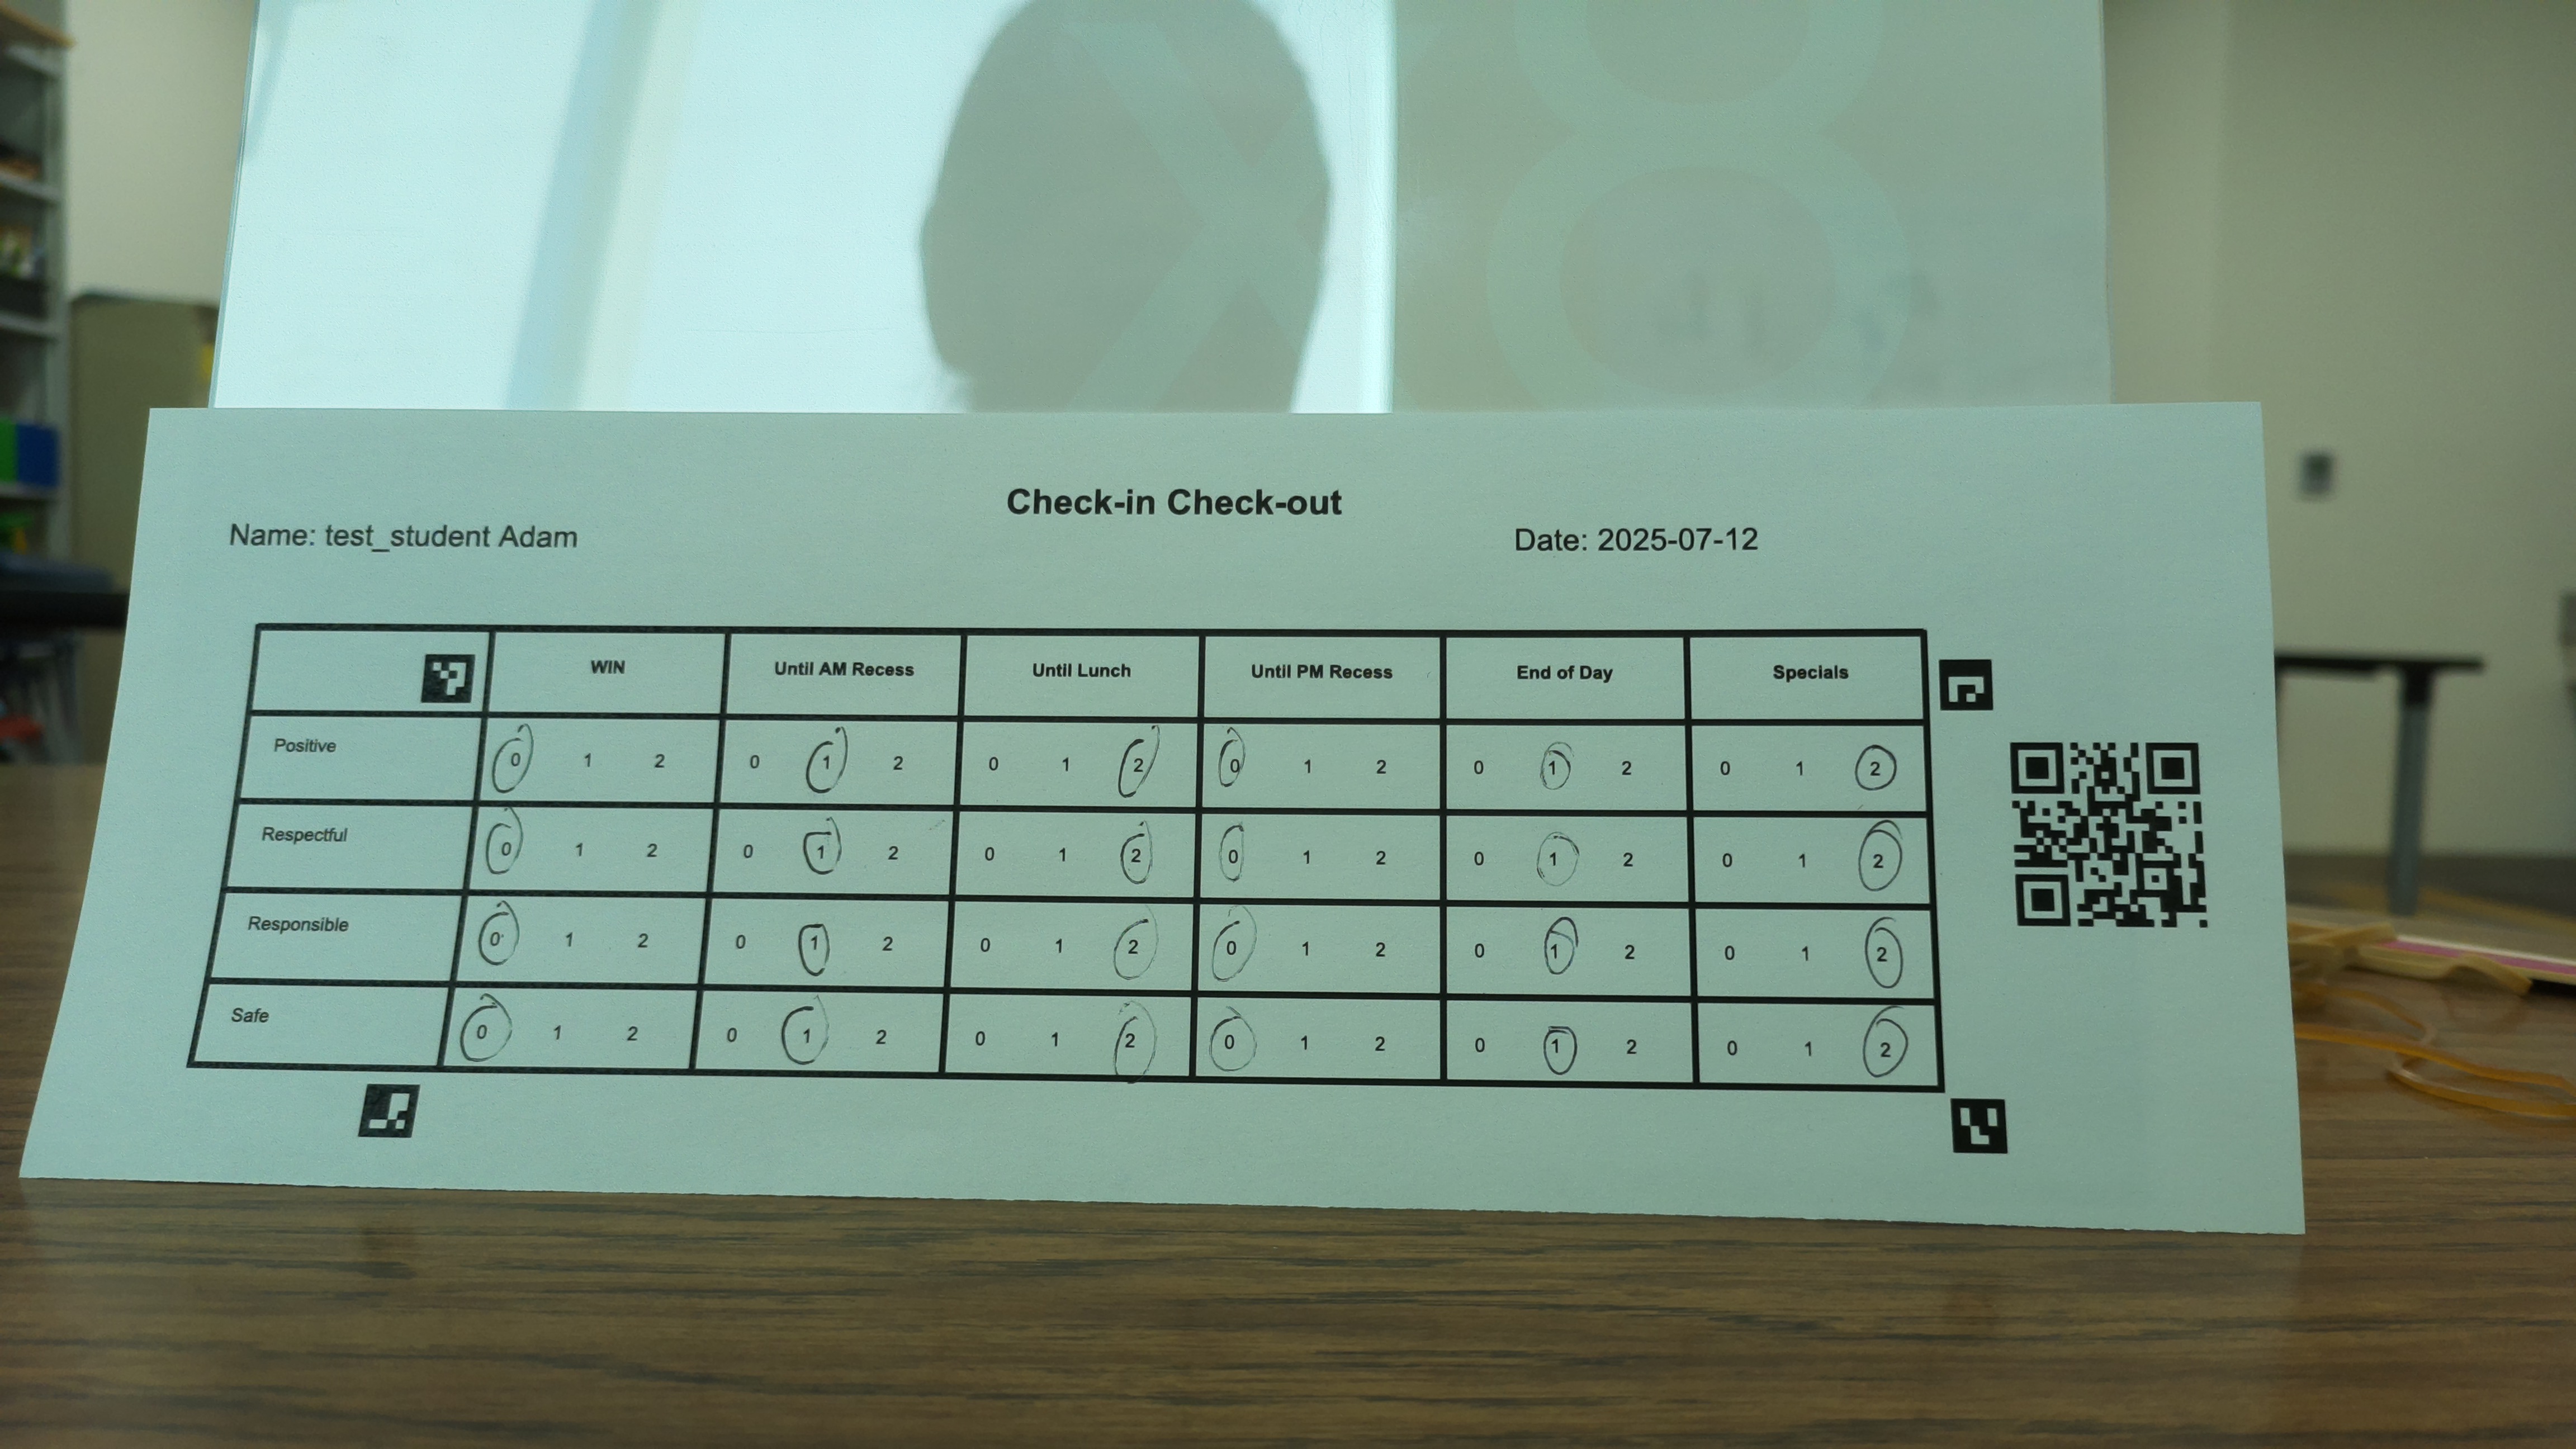 Check-in Check-out
Name: test_student Adam Date: 2025-07-12
WIN Until AM Recess Until Lunch Until PM Recess End of Day Specials
Positive 0 1 2 0 1 2 0 1 2 0 1 2 0 1 2 0 1 2
Respectful 0 1 2 0 1 2 0 1 2 0 1 2 0 1 2 0 1 2
Responsible 0 1 2 0 1 2 0 1 2 0 1 2 0 1 2 0 1 2
Safe 0 1 2 0 1 2 0 1 2 0 1 2 0 1 2 0 1 2